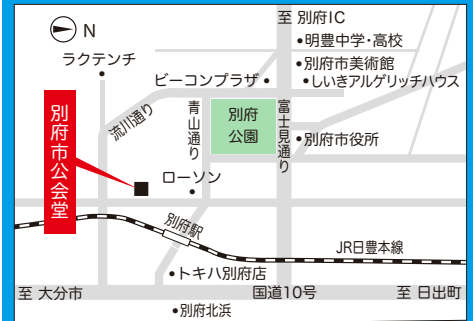 N
至 別府IC
•明豊中学・高校
ラクテンチ
•別府市美術館
ビーコンプラザ•
•しいきアルゲリッチハウス
流川通り
青山通り
別府
公園
富士見通り
•別府市役所
別府市公会堂
ローソン
別府駅
JR日豊本線
•トキハ別府店
至 大分市
国道10号
至 日出町
•別府北浜